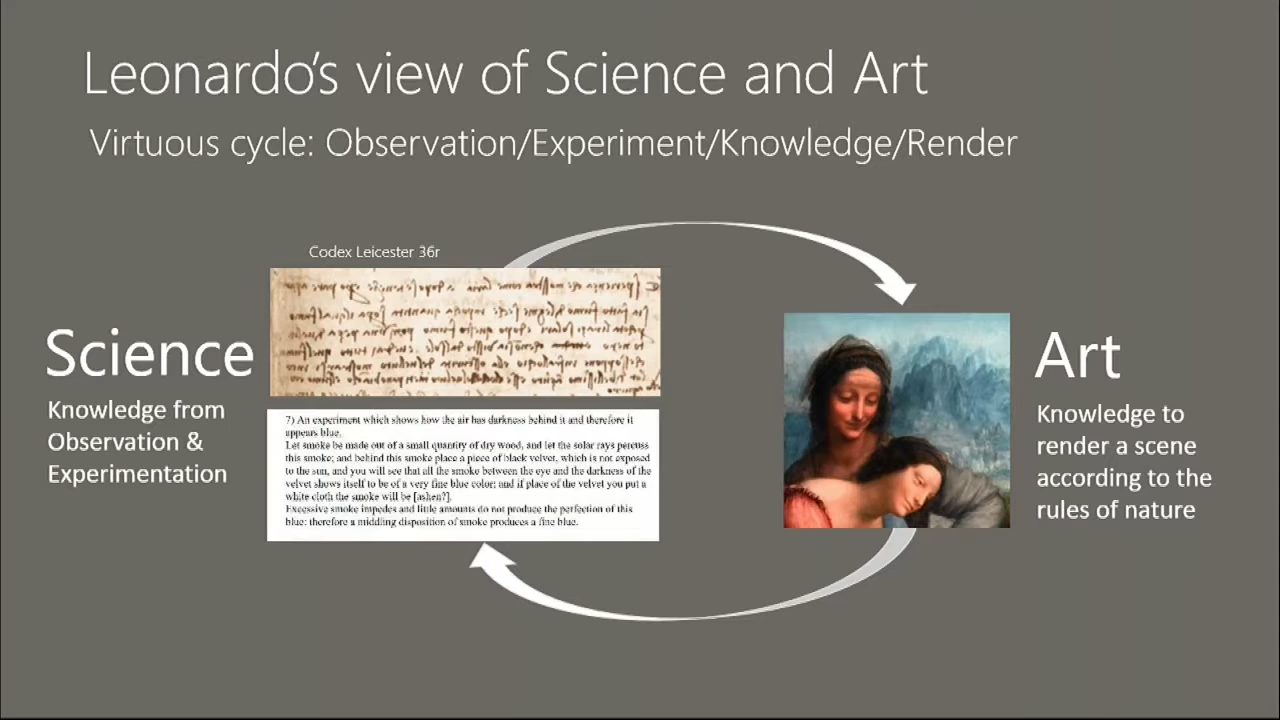 Leonardo's view of Science and Art
Virtuous cycle: Observation/Experiment/Knowledge/Render
Codex Leicester 36r
Science
Knowledge from
Observation &
Experimentation
7) An experiment which shows how the air has darkness behind it and therefore it
appears blue.
Let smoke be made out of a small quantity of dry wood, and let the solar rays percuss
this smoke; and behind this smoke place a piece of black velvet, which is not exposed
to the sun, and you will see that all the smoke between the eye and the darkness of the
velvet shows itself to be of a very fine blue color; and if place of the velvet you put a
white cloth the smoke will be [ashen?].
Excessive smoke impedes and little amounts do not produce the perfection of this
blue: therefore a middling disposition of smoke produces a fine blue.
Art
Knowledge to
render a scene
according to the
rules of nature